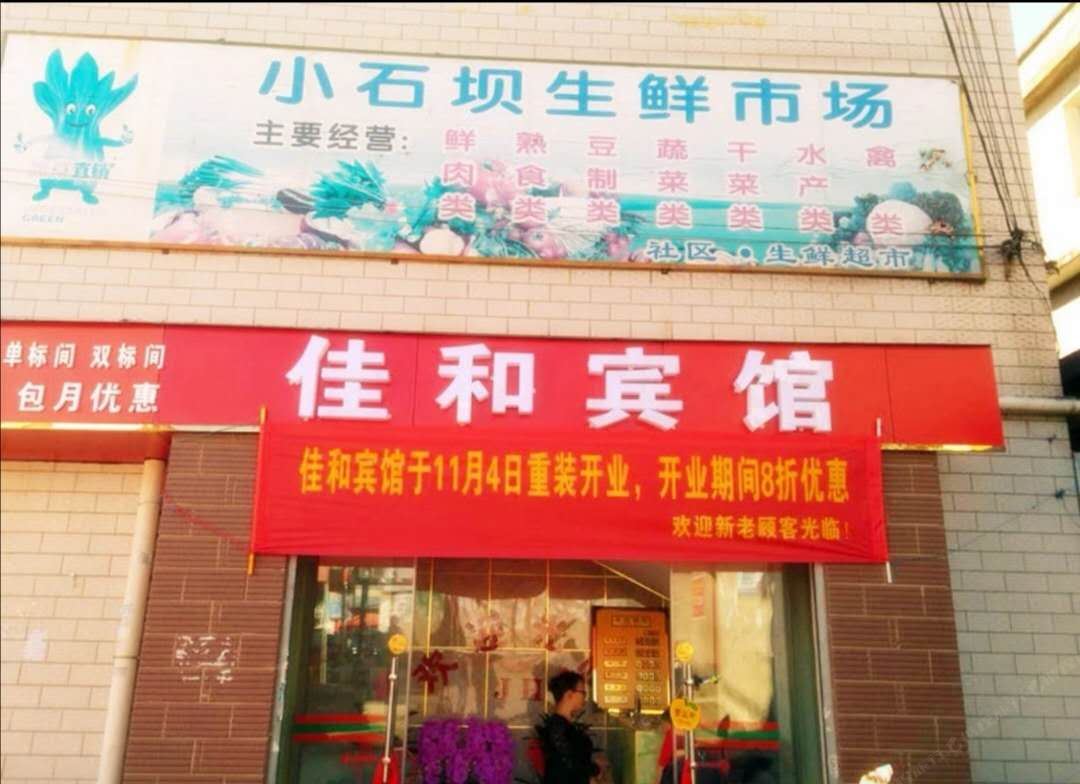 小石坝生鲜市场
主要经营：
鲜肉类 熟食类 豆制类 蔬菜类 干菜类 水产类 禽类
社区·生鲜超市
直销
GREEN
单标间 双标间
包月优惠
佳和宾馆
佳和宾馆于11月4日重装开业，开业期间8折优惠
欢迎新老顾客光临！